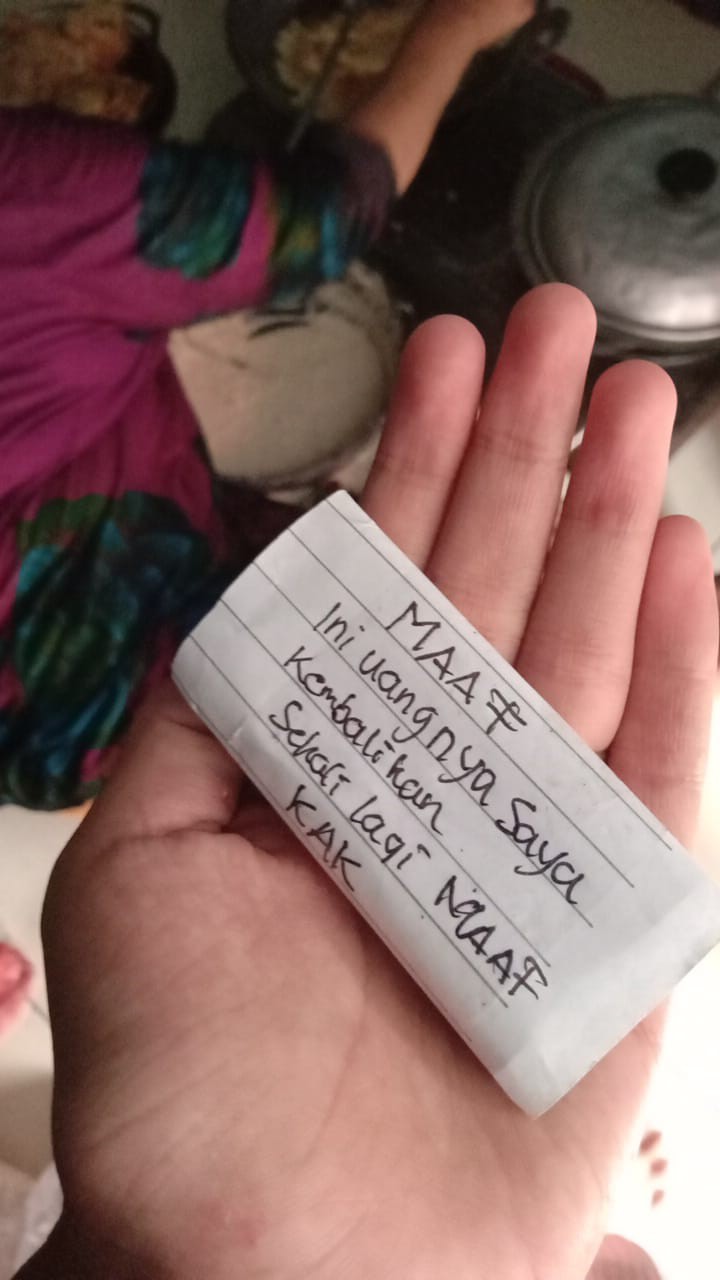 MAAF
Ini uangnya saya
Kembalikan
Sekali lagi MAAF
KAK